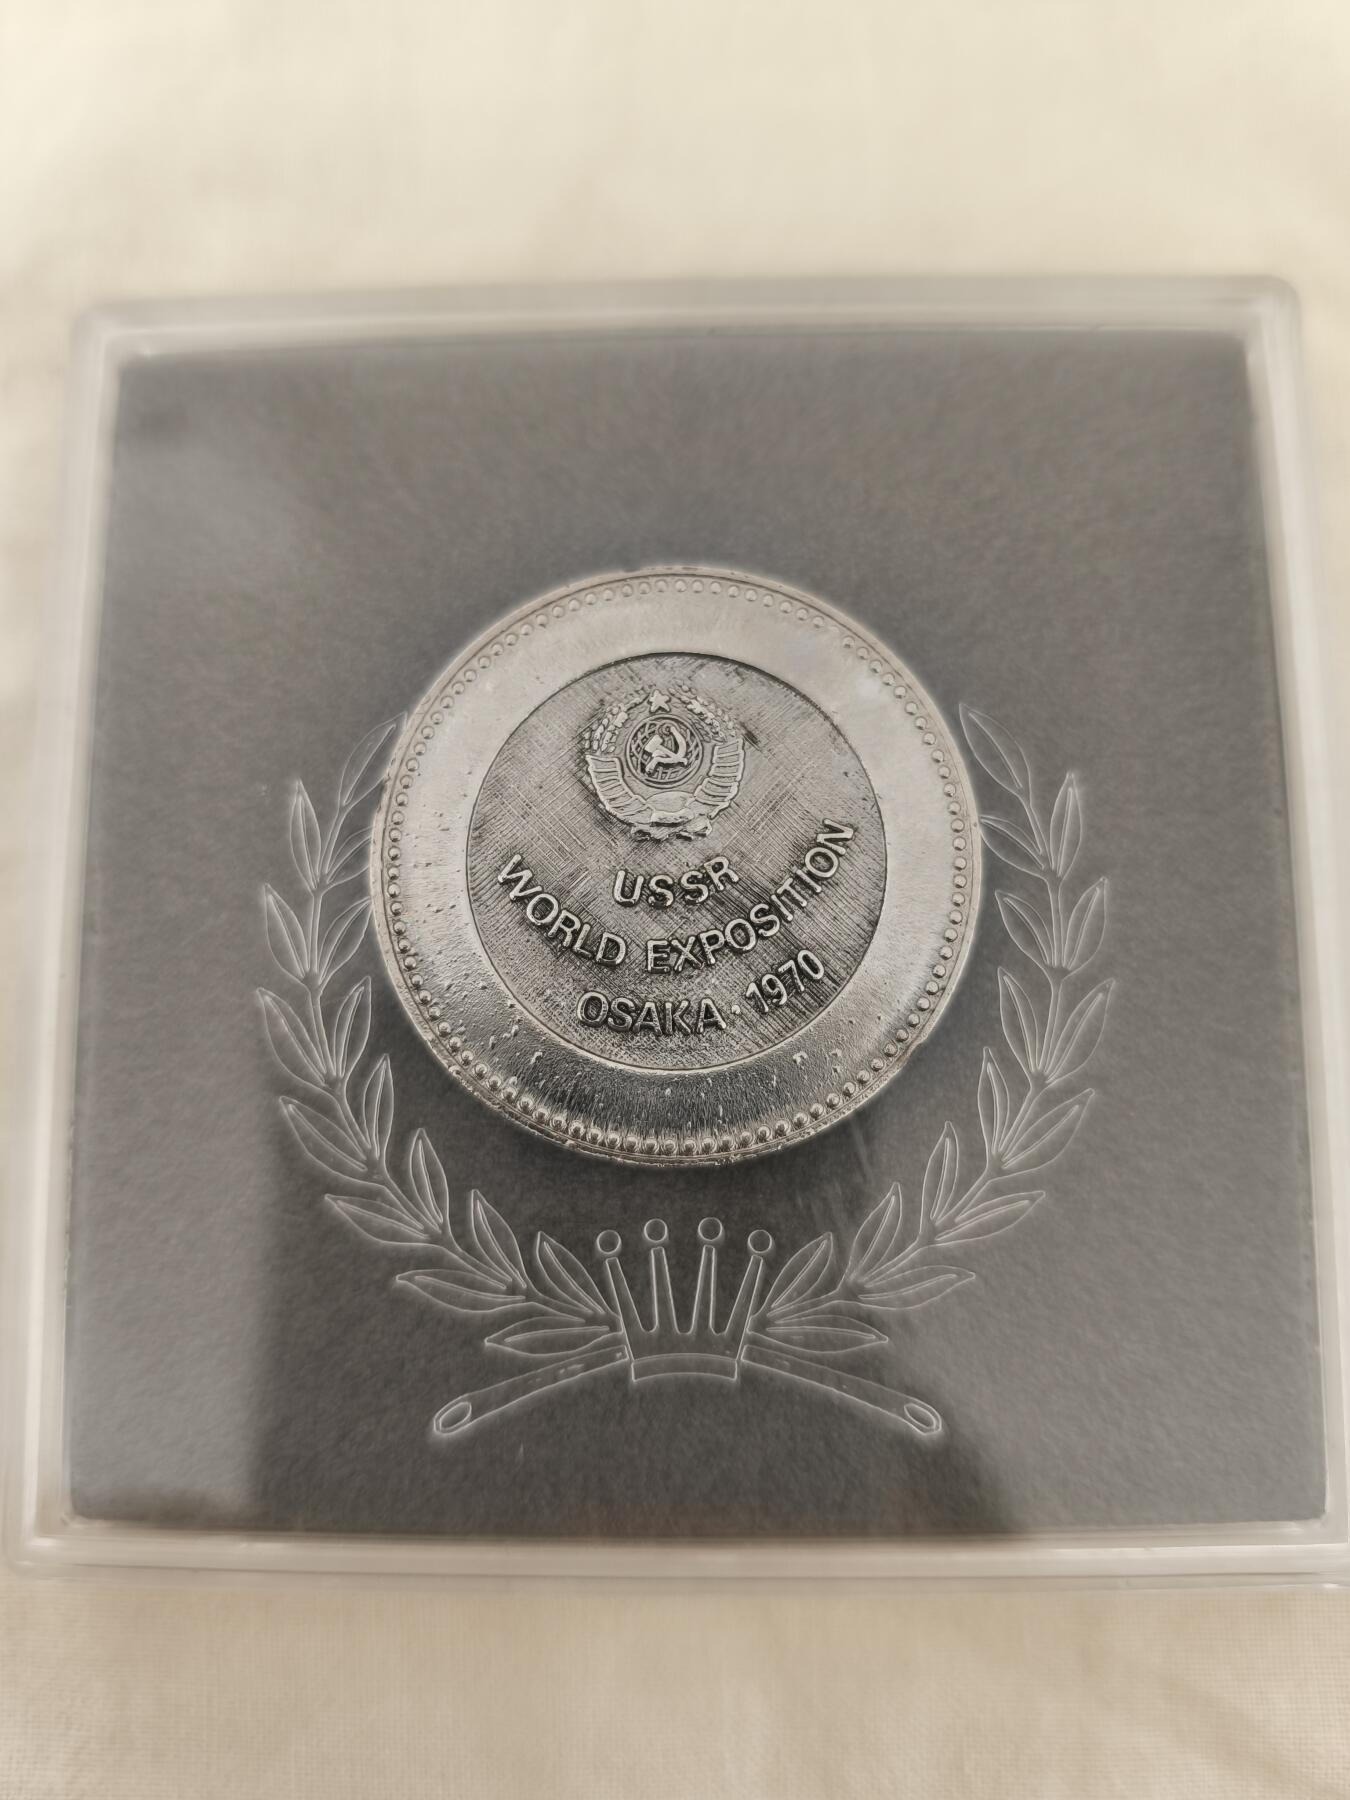 USSR
WORLD EXPOSITION
OSAKA · 1970